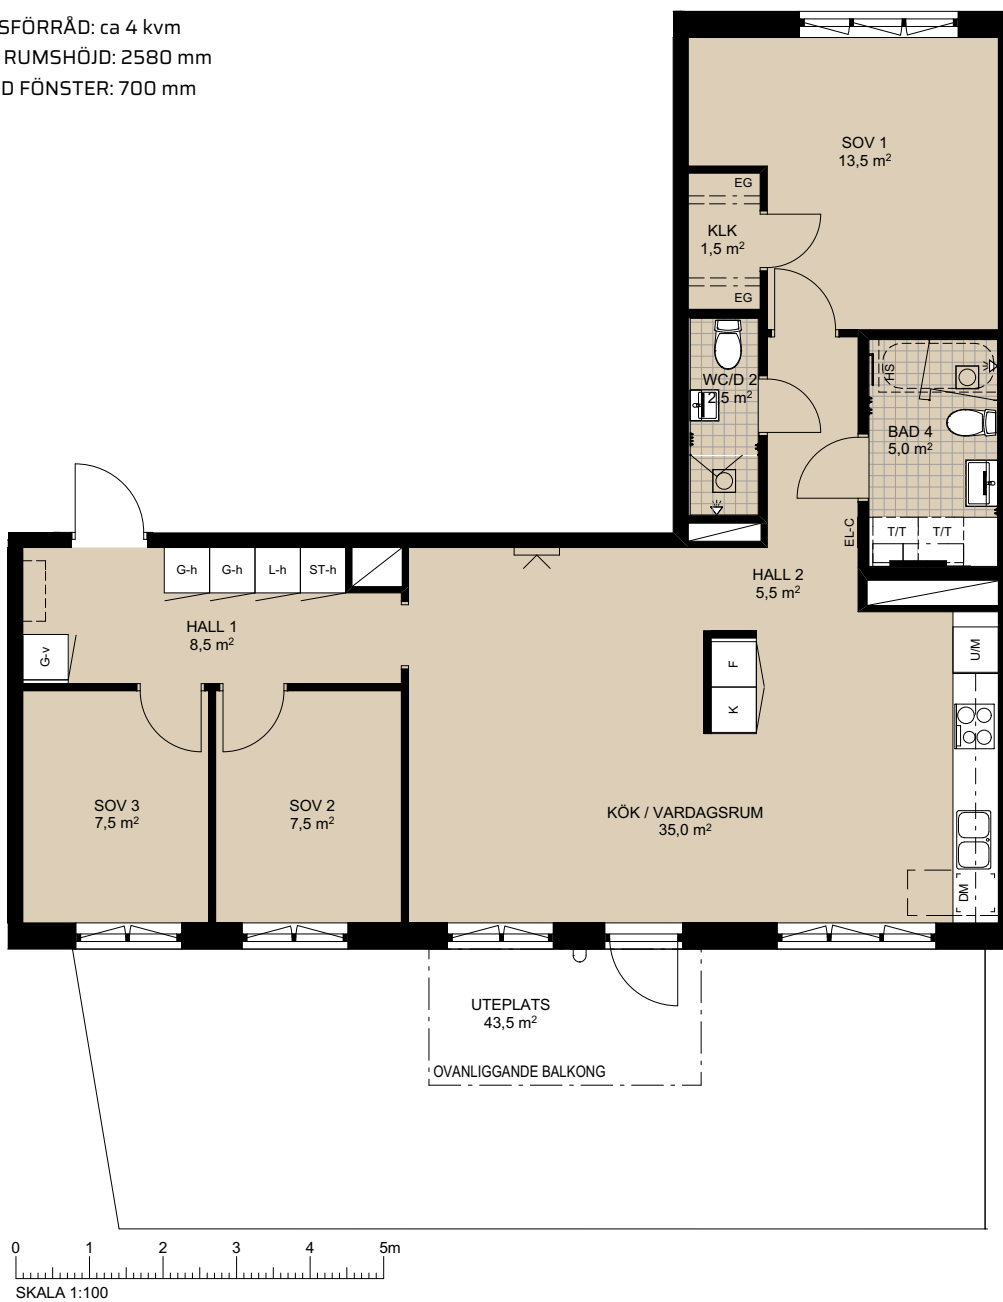 SFÖRRÅD: ca 4 kvm
RUMSHÖJD: 2580 mm
D FÖNSTER: 700 mm
SOV 1
13,5 m²
EG
KLK
1,5 m²
EG
WC/D 2
2,5 m²
HS
BAD 4
5,0 m²
T/T
T/T
EL-C
G-h
G-h
L-h
ST-h
HALL 2
5,5 m²
HALL 1
8,5 m²
G-v
F
K
U/M
SOV 3
7,5 m²
SOV 2
7,5 m²
KÖK / VARDAGSRUM
35,0 m²
DM
UTEPLATS
43,5 m²
OVANLIGGANDE BALKONG
0 1 2 3 4 5m
SKALA 1:100